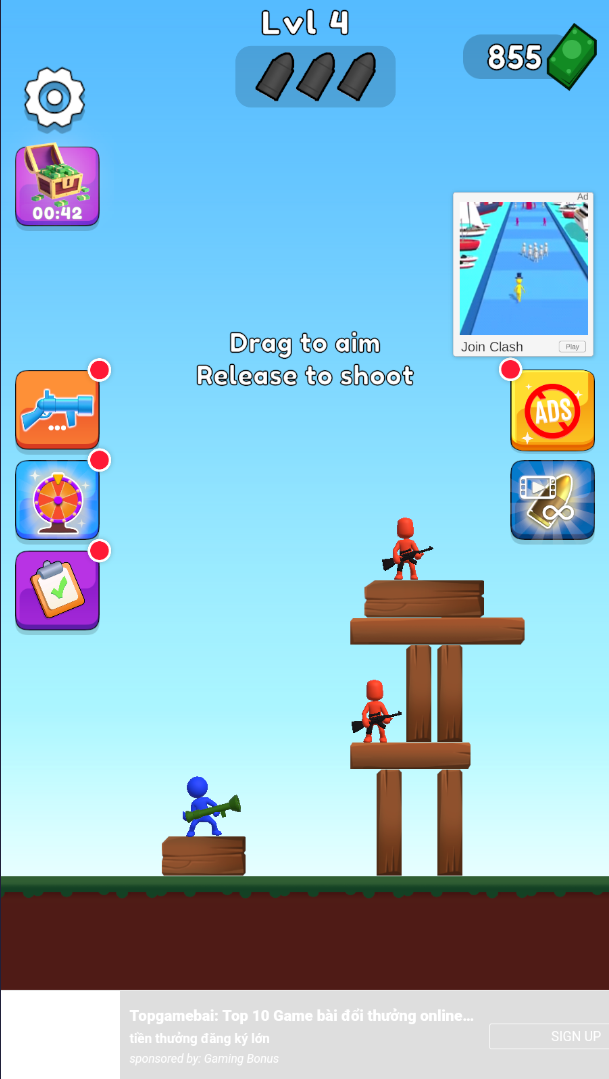 Lvl 4
855
00:42
Ad
Join Clash
Play
Drag to aim
Release to shoot
ADS
Topgamebai: Top 10 Game bài đổi thưởng online...
tiền thưởng đăng ký lớn
sponsored by: Gaming Bonus
SIGN UP